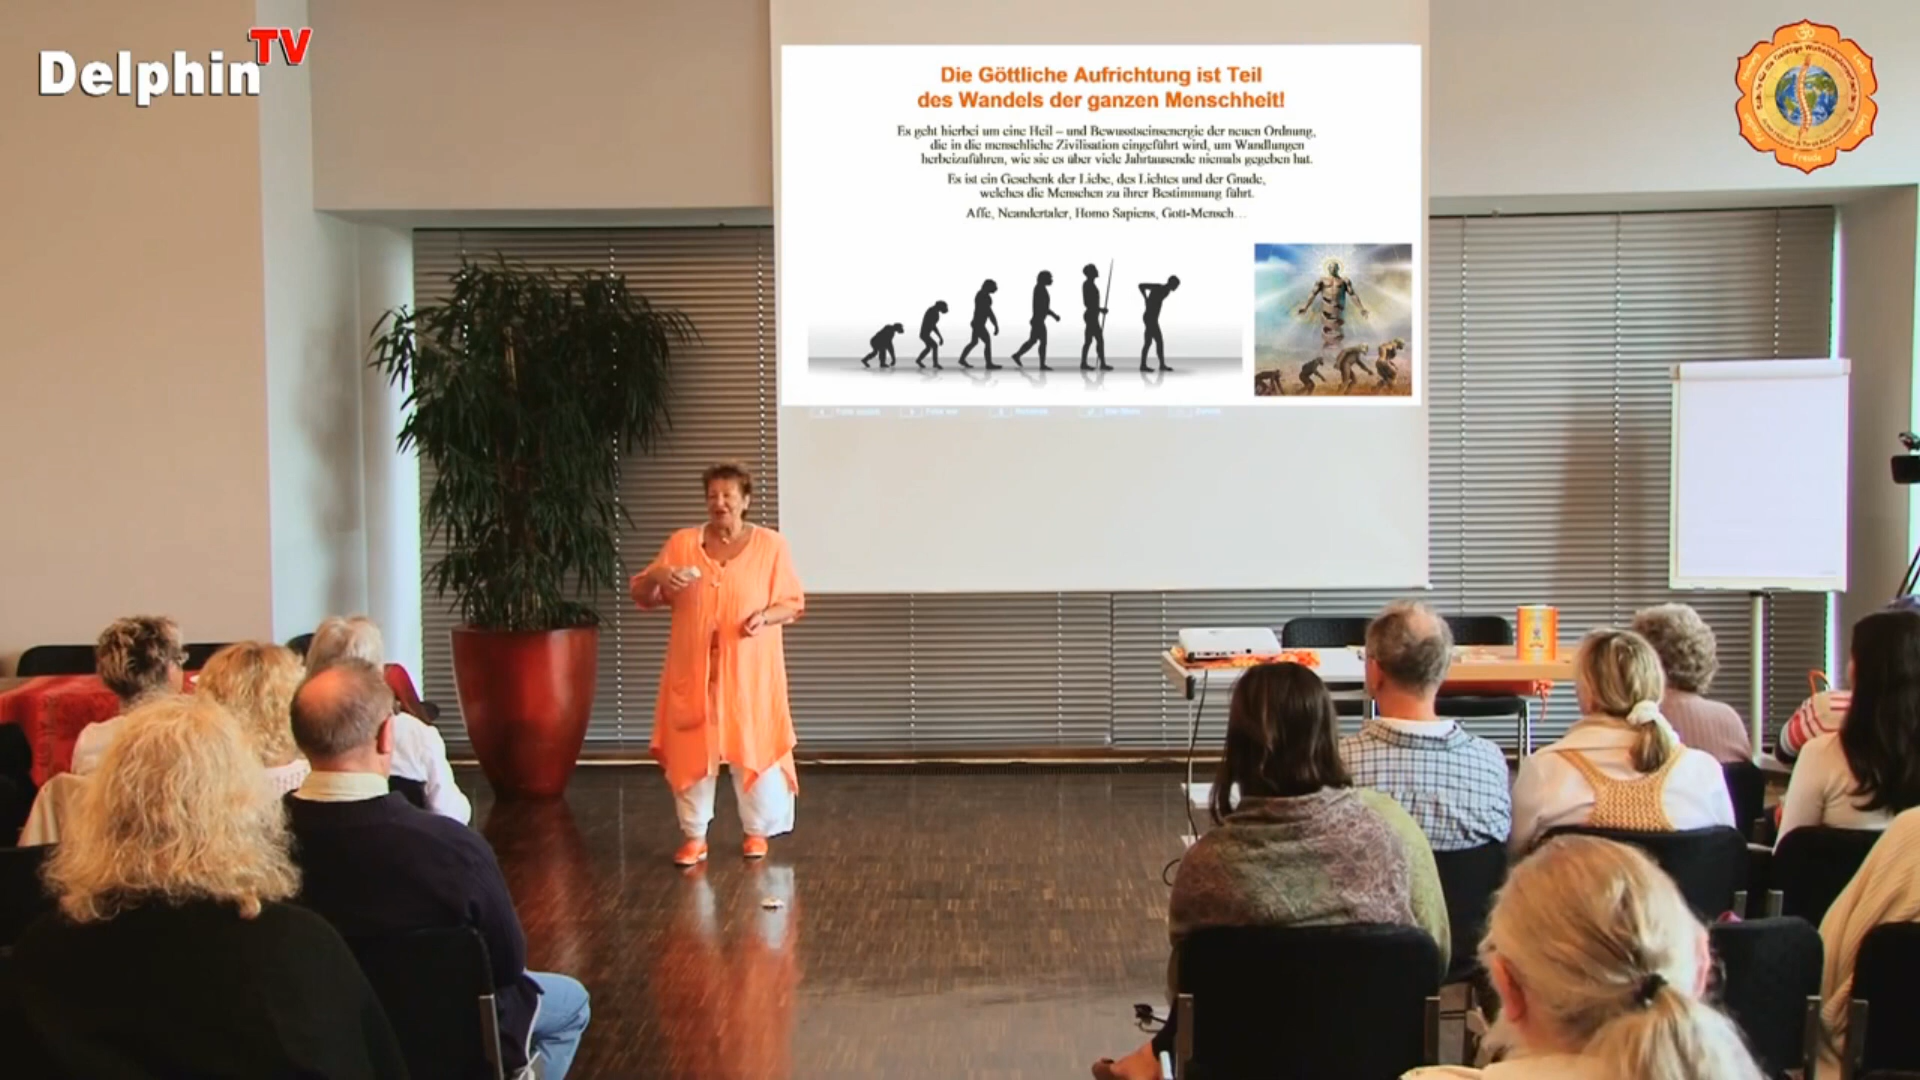 Delphin TV
Die Göttliche Aufrichtung ist Teil
des Wandels der ganzen Menschheit!
Es geht hierbei um eine Heil – und Bewusstseinsenergie der neuen Ordnung,
die in die menschliche Zivilisation eingeführt wird, um Wandlungen
herbeizuführen, wie sie es über viele Jahrtausende niemals gegeben hat.
Es ist ein Geschenk der Liebe, des Lichtes und der Gnade,
welches die Menschen zu ihrer Bestimmung führt.
Affe, Neandertaler, Homo Sapiens, Gott-Mensch…
Freude